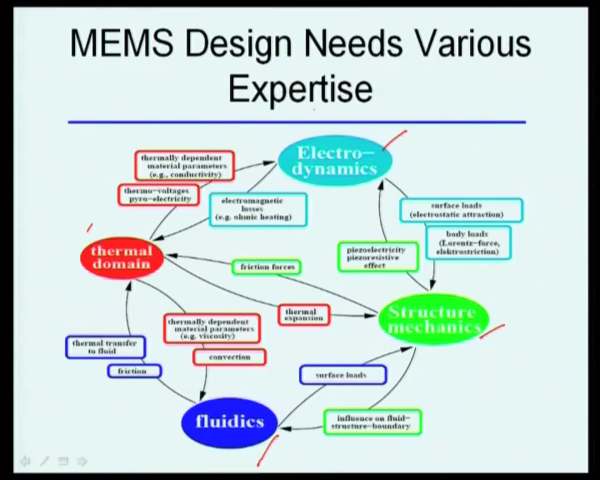 MEMS Design Needs Various
Expertise
Electro-
dynamics
thermally dependent
material parameters
(e.g., conductivity)
thermo-voltages
pyro-electricity
electromagnetic
losses
(e.g. ohmic heating)
surface loads
(electrostatic attraction)
body loads
(Lorentz-force,
elektrostriction)
piezoelectricity
piezoresistive
effect
thermal
domain
friction forces
thermal
expansion
Structure
mechanics
thermal transfer
to fluid
friction
thermally dependent
material parameters
(e.g. viscosity)
convection
surface loads
fluidics
influence on fluid-
structure-boundary